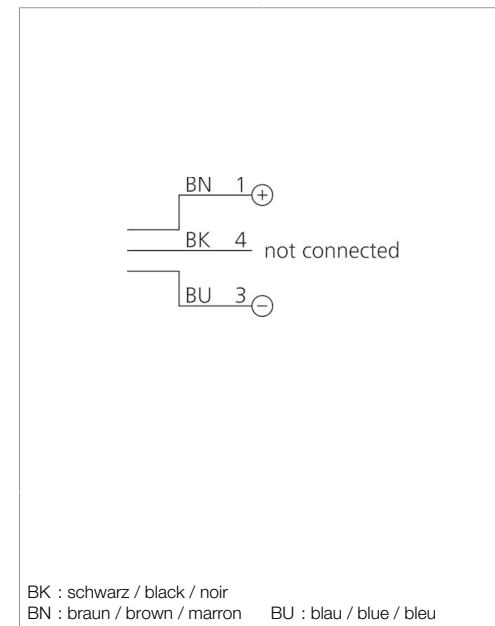 BN 1 +
BK 4 not connected
BU 3 −
BK : schwarz / black / noir
BN : braun / brown / marron BU : blau / blue / bleu